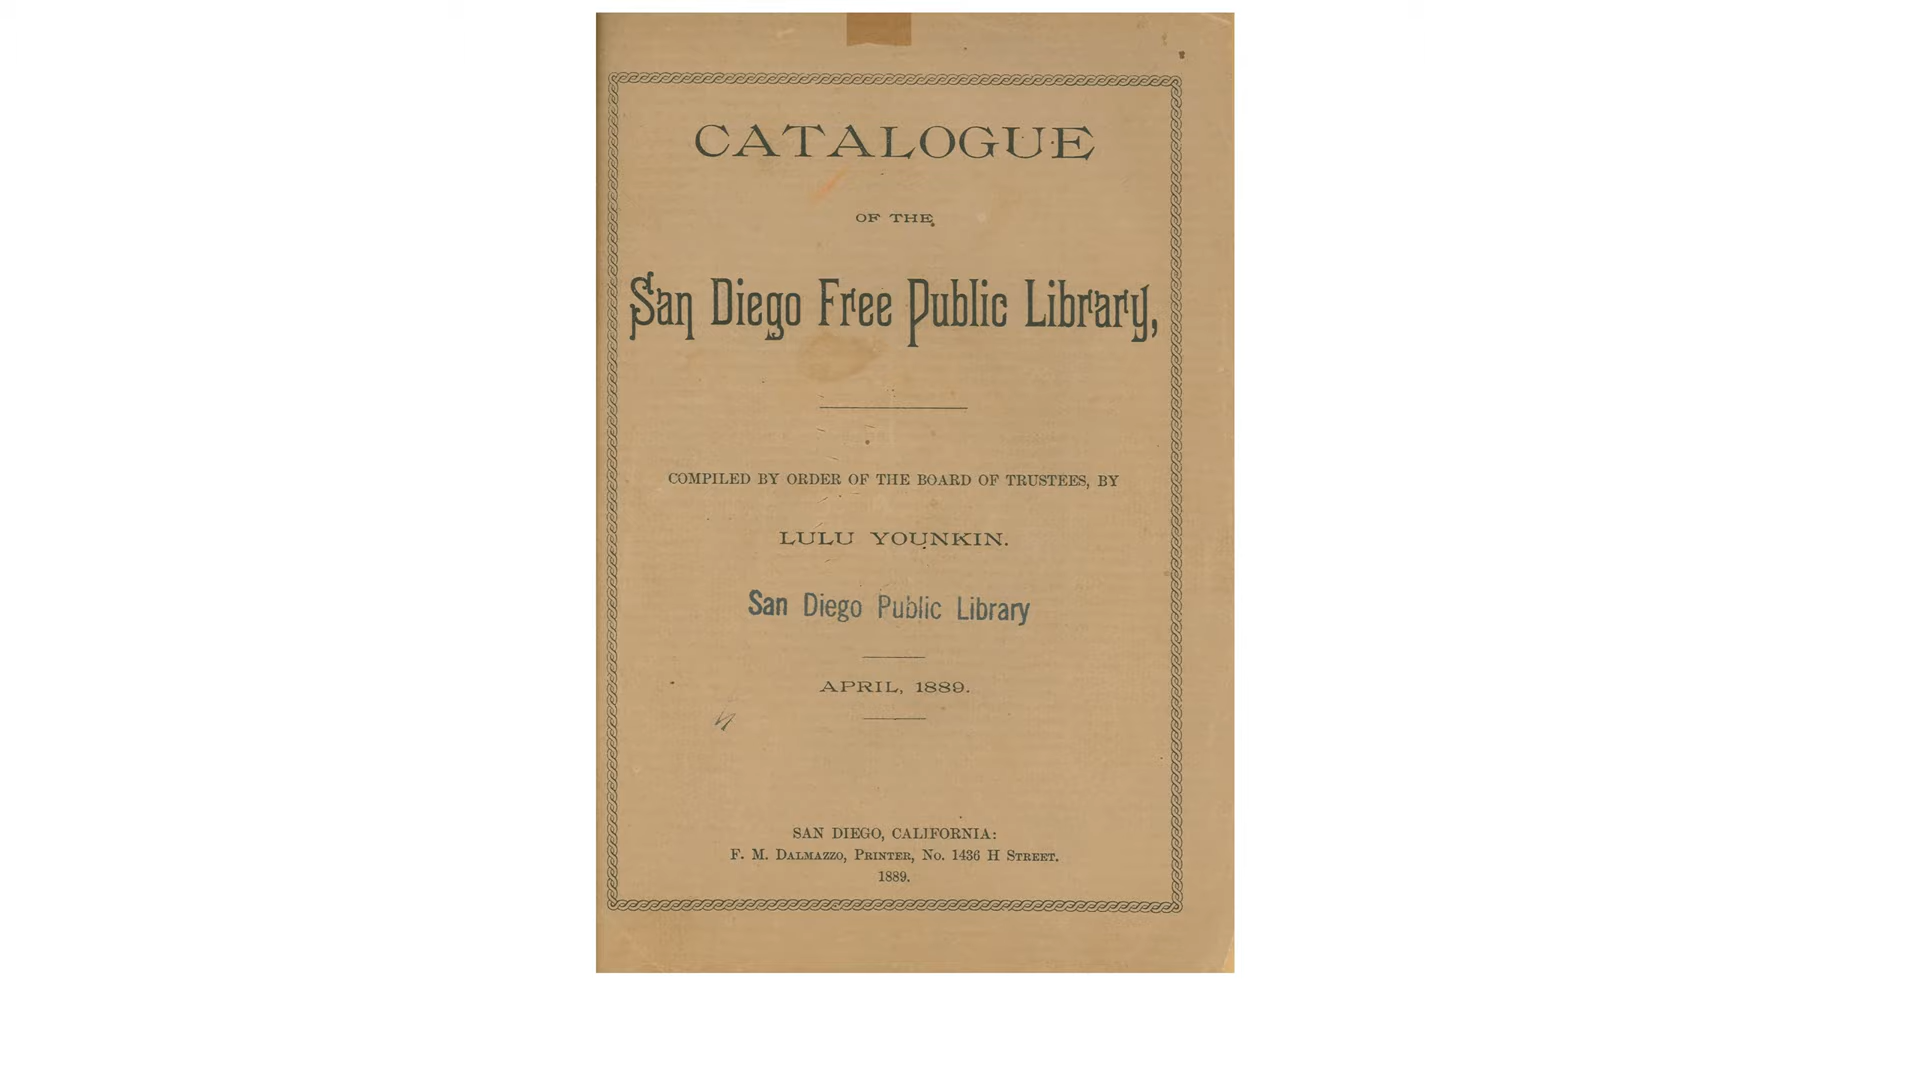 CATALOGUE
OF THE
San Diego Free Public Library,
COMPILED BY ORDER OF THE BOARD OF TRUSTEES, BY
LULU YOUNKIN.
San Diego Public Library
APRIL, 1889.
SAN DIEGO, CALIFORNIA:
F. M. DALMAZZO, PRINTER, NO. 1436 H STREET.
1889.